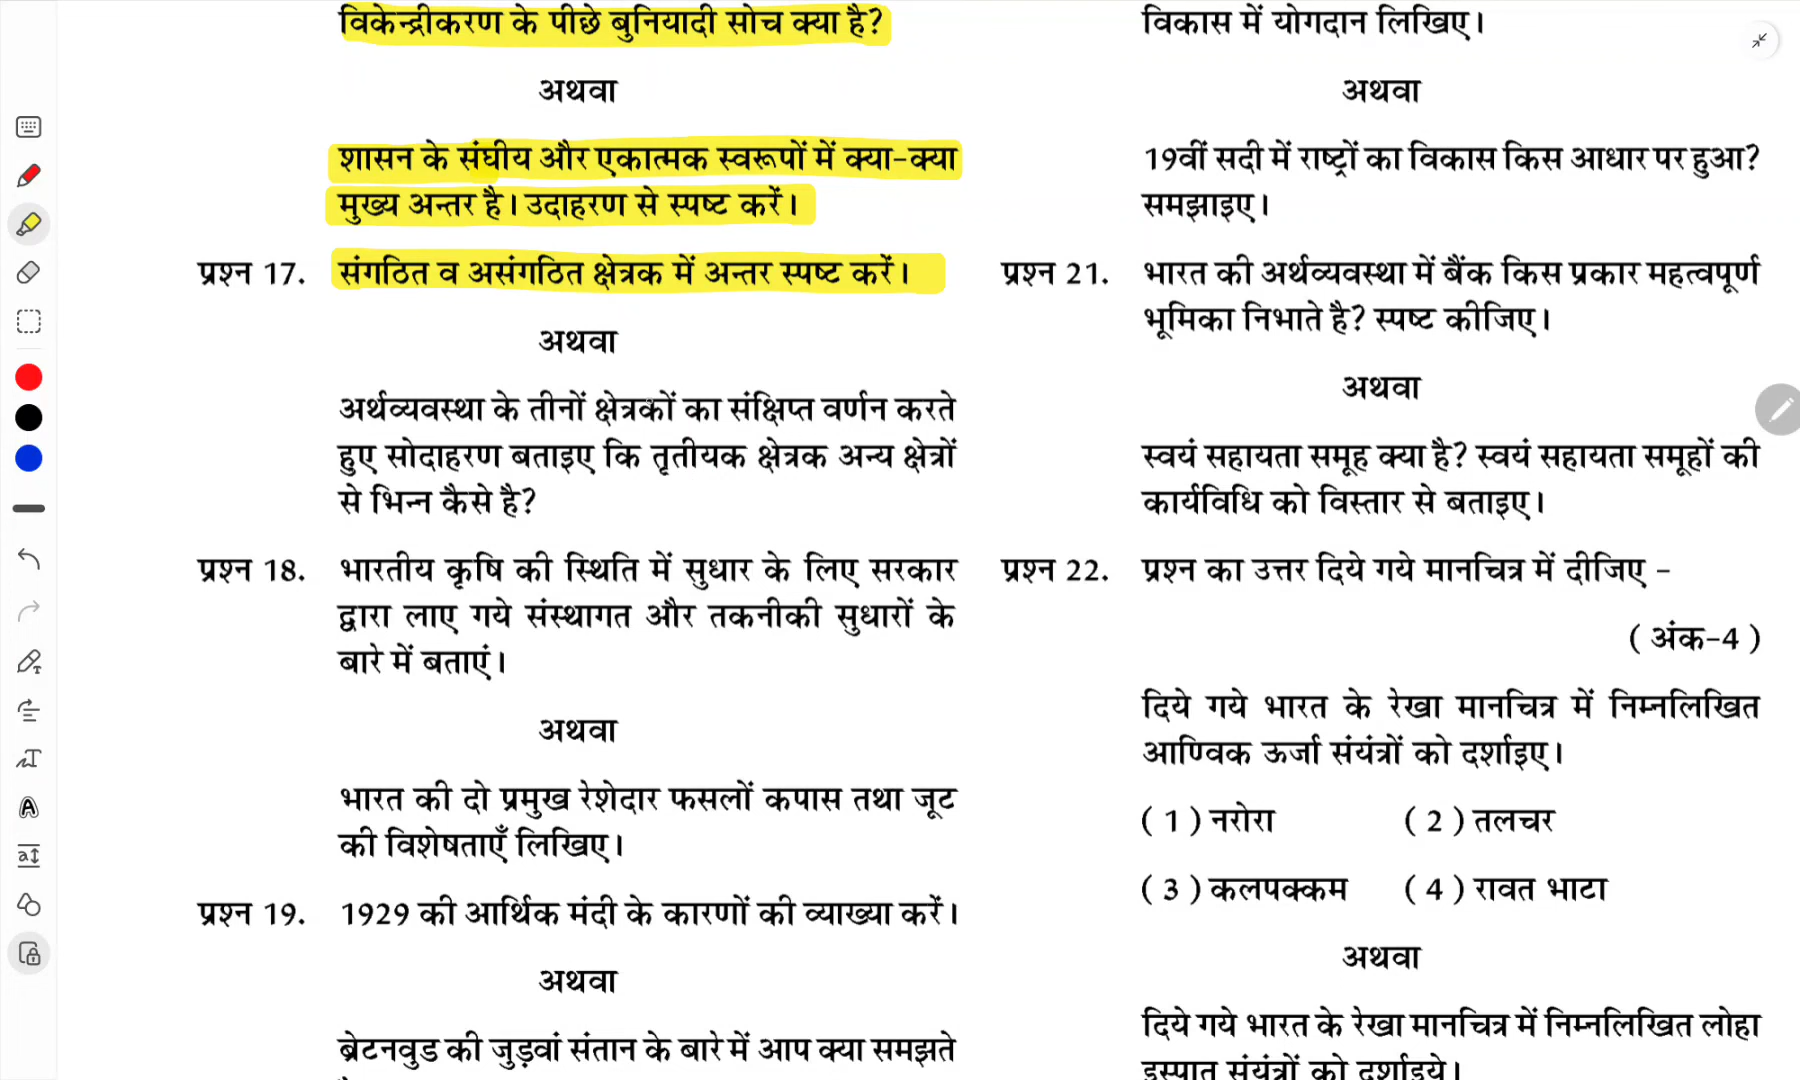 विकेन्द्रीकरण के पीछे बुनियादी सोच क्या है?
अथवा
शासन के संघीय और एकात्मक स्वरूपों में क्या-क्या
मुख्य अन्तर है। उदाहरण से स्पष्ट करें।
प्रश्न 17. संगठित व असंगठित क्षेत्रक में अन्तर स्पष्ट करें।
अथवा
अर्थव्यवस्था के तीनों क्षेत्रकों का संक्षिप्त वर्णन करते
हुए सोदाहरण बताइए कि तृतीयक क्षेत्रक अन्य क्षेत्रों
से भिन्न कैसे है?
प्रश्न 18. भारतीय कृषि की स्थिति में सुधार के लिए सरकार
द्वारा लाए गये संस्थागत और तकनीकी सुधारों के
बारे में बताएं।
अथवा
भारत की दो प्रमुख रेशेदार फसलों कपास तथा जूट
की विशेषताएँ लिखिए।
प्रश्न 19. 1929 की आर्थिक मंदी के कारणों की व्याख्या करें।
अथवा
ब्रेटनवुड की जुड़वां संतान के बारे में आप क्या समझते
विकास में योगदान लिखिए।
अथवा
19वीं सदी में राष्ट्रों का विकास किस आधार पर हुआ?
समझाइए।
प्रश्न 21. भारत की अर्थव्यवस्था में बैंक किस प्रकार महत्वपूर्ण
भूमिका निभाते है? स्पष्ट कीजिए।
अथवा
स्वयं सहायता समूह क्या है? स्वयं सहायता समूहों की
कार्यविधि को विस्तार से बताइए।
प्रश्न 22. प्रश्न का उत्तर दिये गये मानचित्र में दीजिए -
( अंक-4 )
दिये गये भारत के रेखा मानचित्र में निम्नलिखित
आण्विक ऊर्जा संयंत्रों को दर्शाइए।
( 1 ) नरोरा ( 2 ) तलचर
( 3 ) कलपक्कम ( 4 ) रावत भाटा
अथवा
दिये गये भारत के रेखा मानचित्र में निम्नलिखित लोहा
इस्पात संयंत्रों को दर्शाइये।